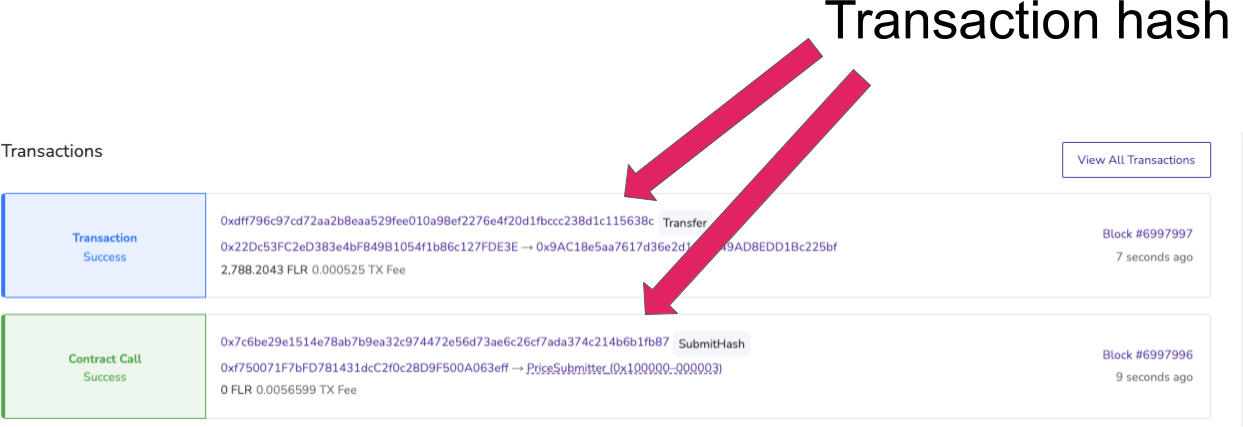 Transaction hash
Transactions
View All Transactions
Transaction
Success
0xdff796c97cd72aa2b8eaa529fee010a98ef2276e4f20d1fbccc238d1c115638c Transfer
0x22Dc53FC2eD383e4bF849B1054f1b86c127FDE3E → 0x9AC18e5aa7617d36e2d1 49AD8EDD1Bc225bf
2,788.2043 FLR 0.000525 TX Fee
Block #6997997
7 seconds ago
Contract Call
Success
0x7c6be29e1514e78ab7b9ea32c974472e56d73ae6c26cf7ada374c214b6b1fb87 SubmitHash
0xf750071F7bFD781431dcC2f0c28D9F500A063eff → PriceSubmitter (0x100000–000003)
0 FLR 0.0056599 TX Fee
Block #6997996
9 seconds ago